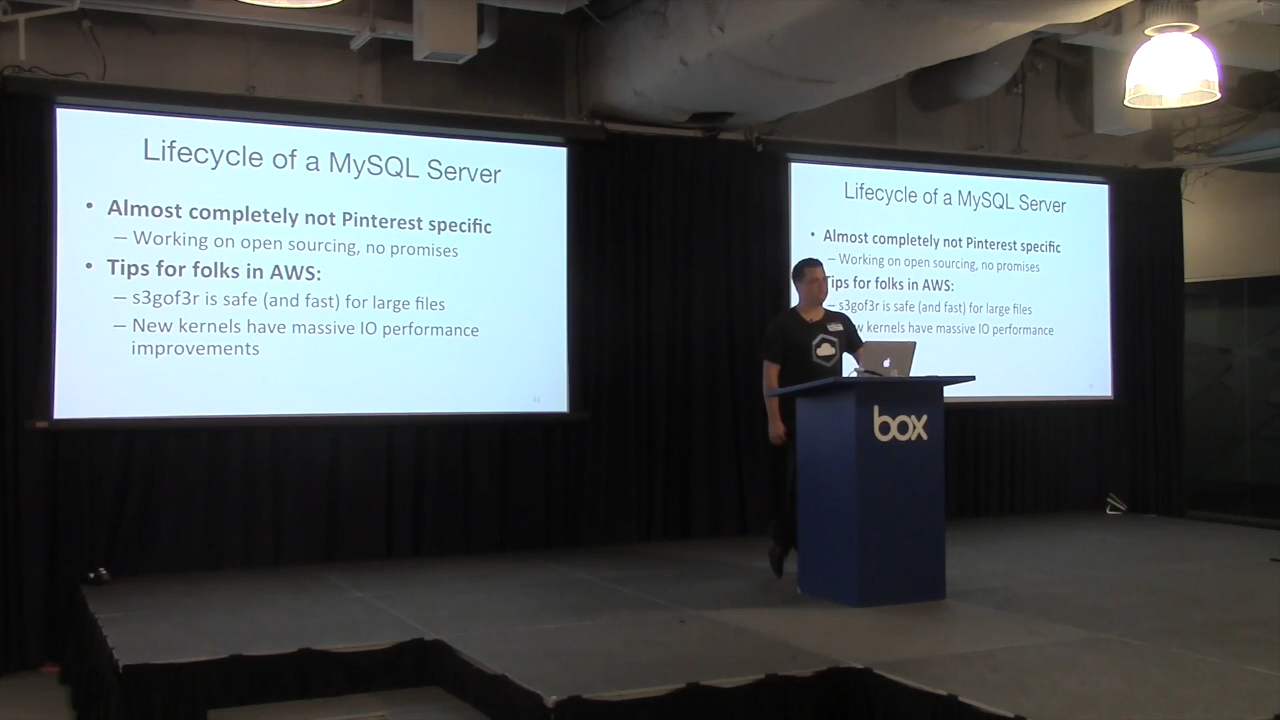 Lifecycle of a MySQL Server
• Almost completely not Pinterest specific
– Working on open sourcing, no promises
• Tips for folks in AWS:
– s3gof3r is safe (and fast) for large files
– New kernels have massive IO performance
improvements
Lifecycle of a MySQL Server
• Almost completely not Pinterest specific
– Working on open sourcing, no promises
Tips for folks in AWS:
– s3gof3r is safe (and fast) for large files
kernels have massive IO performance
box